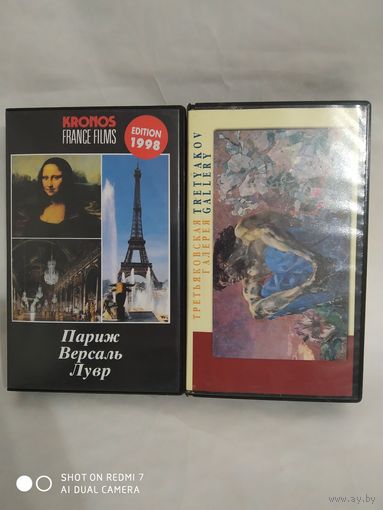 KRONOS
FRANCE FILMS
EDITION
1998
Париж
Версаль
Лувр
ТРЕТЬЯКОВСКАЯ TRETYAKOV
ГАЛЕРЕЯ GALLERY
SHOT ON REDMI 7
AI DUAL CAMERA
www.ay.by